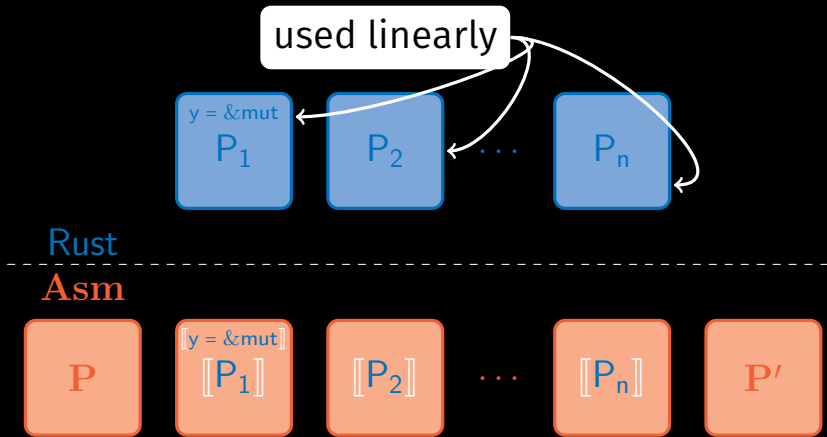 used linearly
y = &mut
P₁ P₂ ··· Pₙ
Rust
Asm
⟦y = &mut⟧
P ⟦P₁⟧ ⟦P₂⟧ ··· ⟦Pₙ⟧ P′